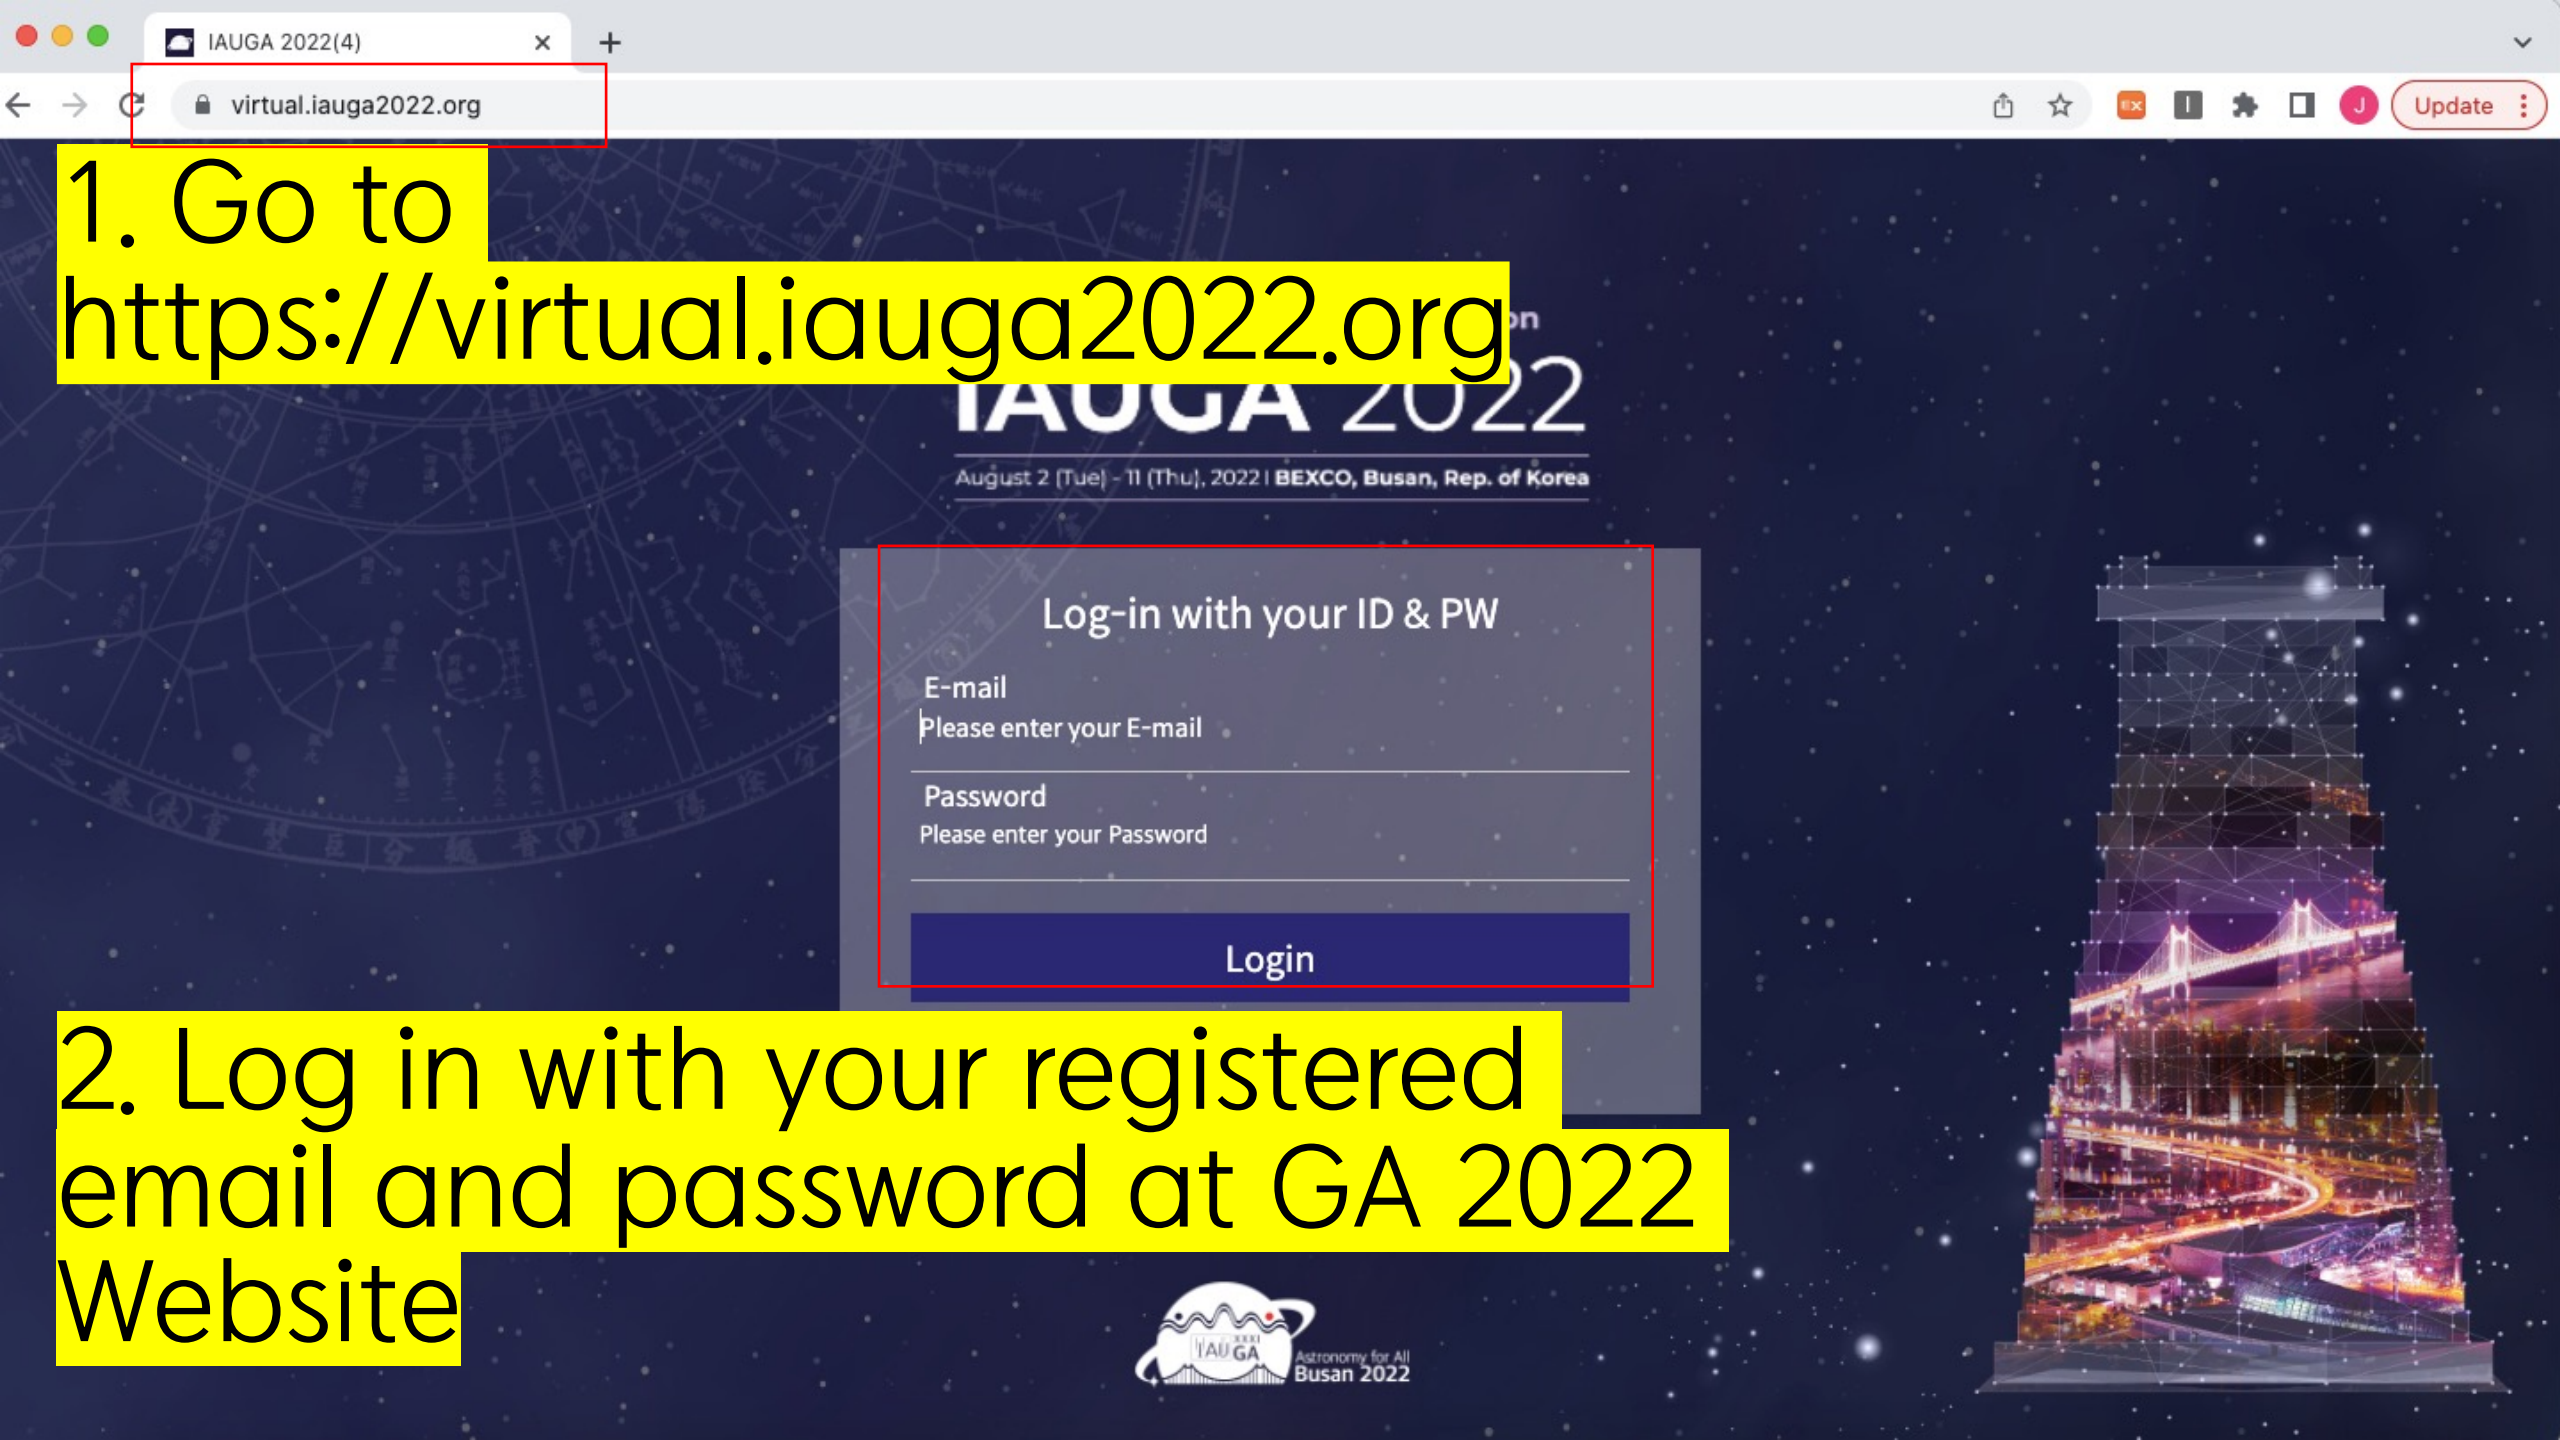 IAUGA 2022(4)
virtual.iauga2022.org
EX
J
Update
1. Go to
https://virtual.iauga2022.org
on
IAUGA 2022
August 2 (Tue) - 11 (Thu), 2022 | BEXCO, Busan, Rep. of Korea
Log-in with your ID & PW
E-mail
Please enter your E-mail
Password
Please enter your Password
Login
2. Log in with your registered
email and password at GA 2022
Website
XXXI
IAU GA
Astronomy for All
Busan 2022